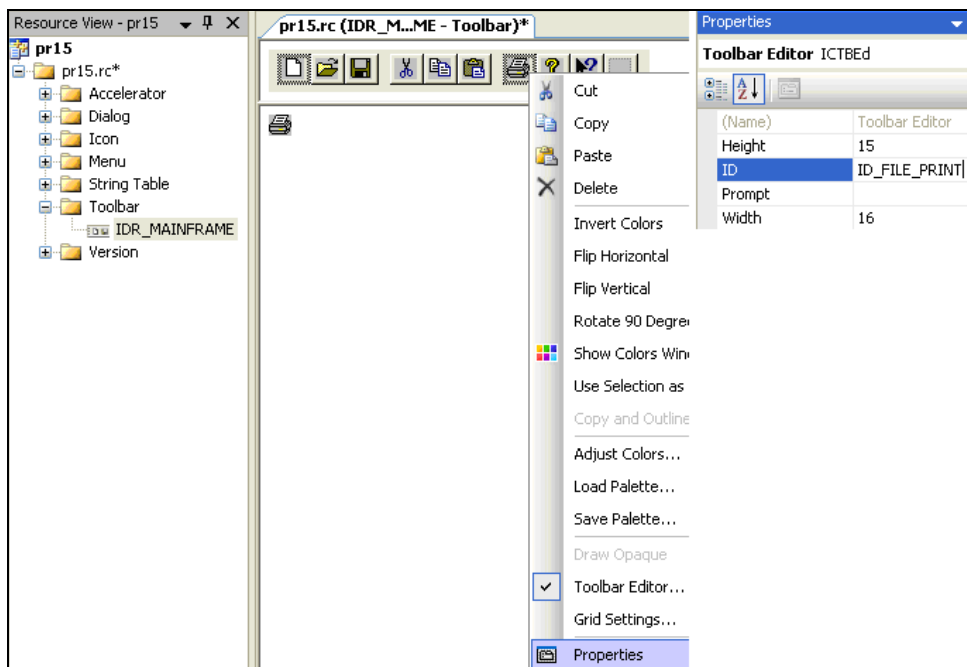 Resource View - pr15
pr15
pr15.rc*
Accelerator
Dialog
Icon
Menu
String Table
Toolbar
IDR_MAINFRAME
Version
pr15.rc (IDR_M...ME - Toolbar)*
Cut
Copy
Paste
Delete
Invert Colors
Flip Horizontal
Flip Vertical
Rotate 90 Degre
Show Colors Win
Use Selection as
Copy and Outline
Adjust Colors...
Load Palette...
Save Palette...
Draw Opaque
Toolbar Editor...
Grid Settings...
Properties
Properties
Toolbar Editor ICTBEd
(Name) Toolbar Editor
Height 15
ID ID_FILE_PRINT
Prompt
Width 16